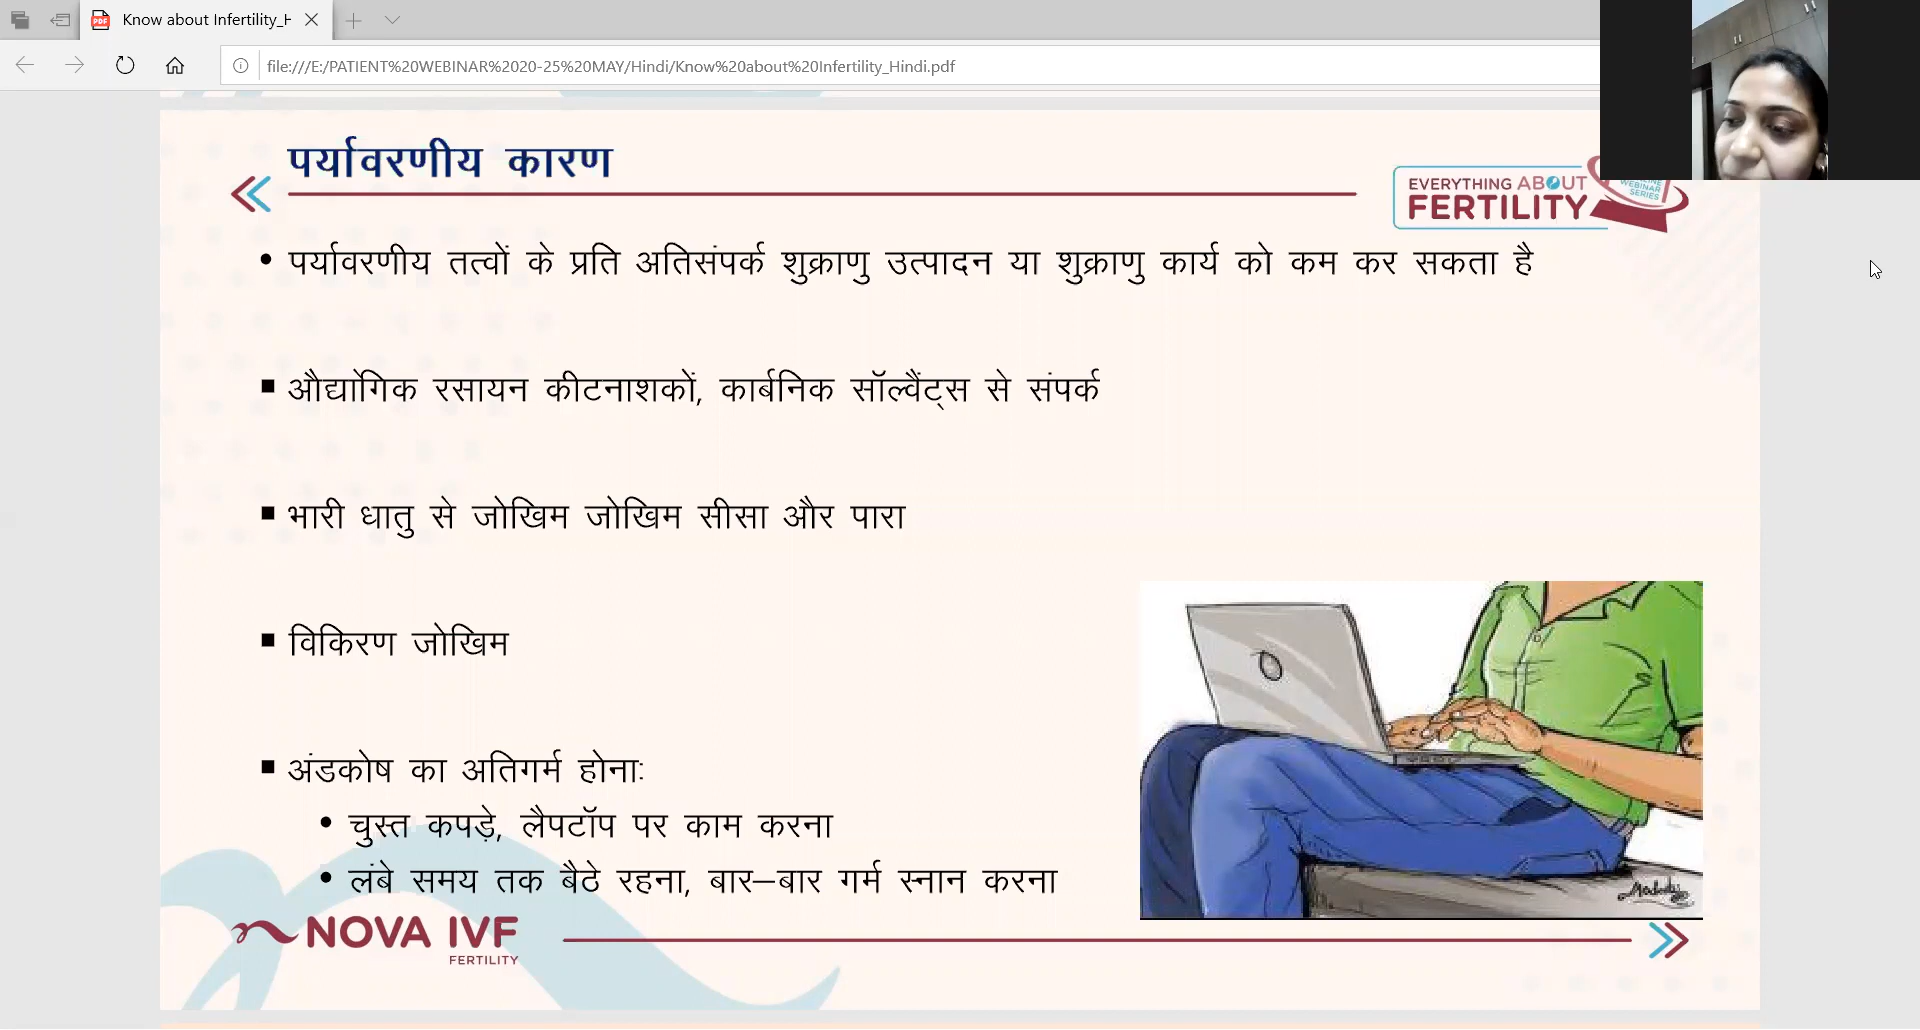 Know about Infertility_H
file:///E:/PATIENT%20WEBINAR%2020-25%20MAY/Hindi/Know%20about%20Infertility_Hindi.pdf
पर्यावरणीय कारण
EVERYTHING ABOUT
FERTILITY
WEBINAR
SERIES
• पर्यावरणीय तत्वों के प्रति अतिसंपर्क शुक्राणु उत्पादन या शुक्राणु कार्य को कम कर सकता है
▪ औद्योगिक रसायन कीटनाशकों, कार्बनिक सॉल्वैंट्स से संपर्क
▪ भारी धातु से जोखिम जोखिम सीसा और पारा
▪ विकिरण जोखिम
▪ अंडकोष का अतिगर्म होना:
• चुस्त कपड़े, लैपटॉप पर काम करना
• लंबे समय तक बैठे रहना, बार–बार गर्म स्नान करना
NOVA IVF
FERTILITY